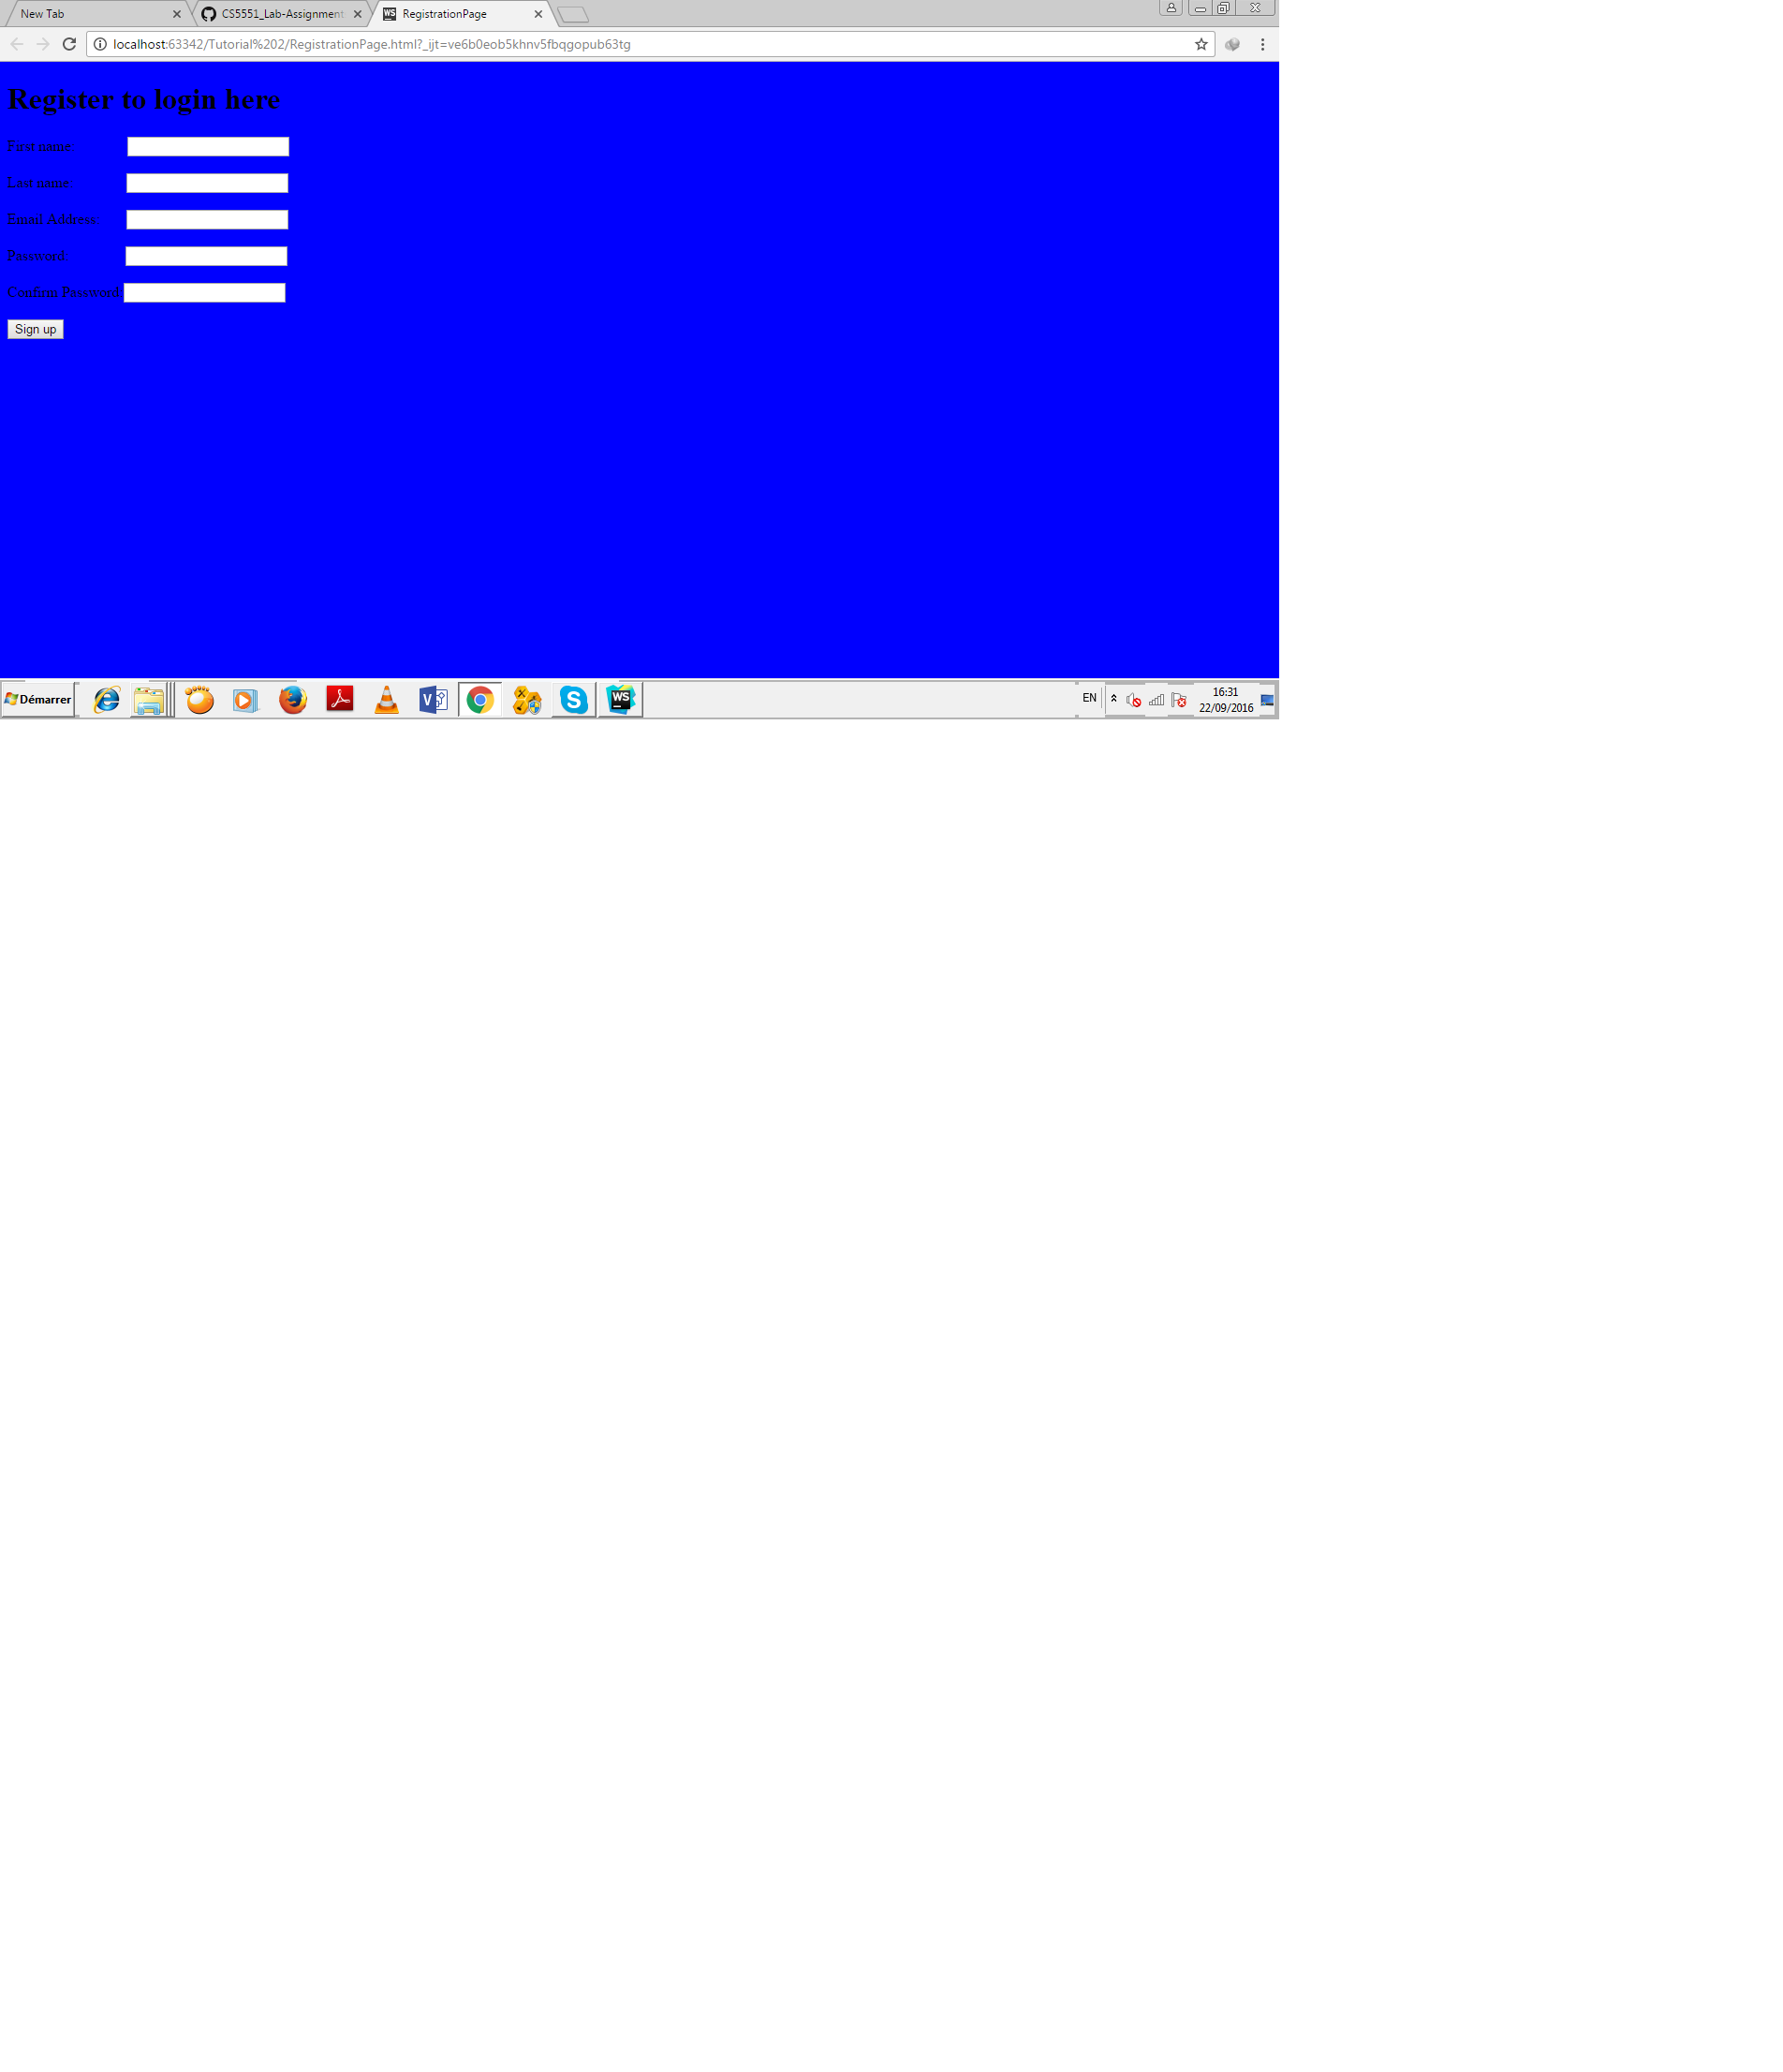 New Tab
CS5551_Lab-Assignment
RegistrationPage
localhost:63342/Tutorial%202/RegistrationPage.html?_ijt=ve6b0eob5khnv5fbqgopub63tg
Register to login here
First name:
Last name:
Email Address
Password:
Confirm Password:
Sign up
Démarrer
EN
16:31
22/09/2016